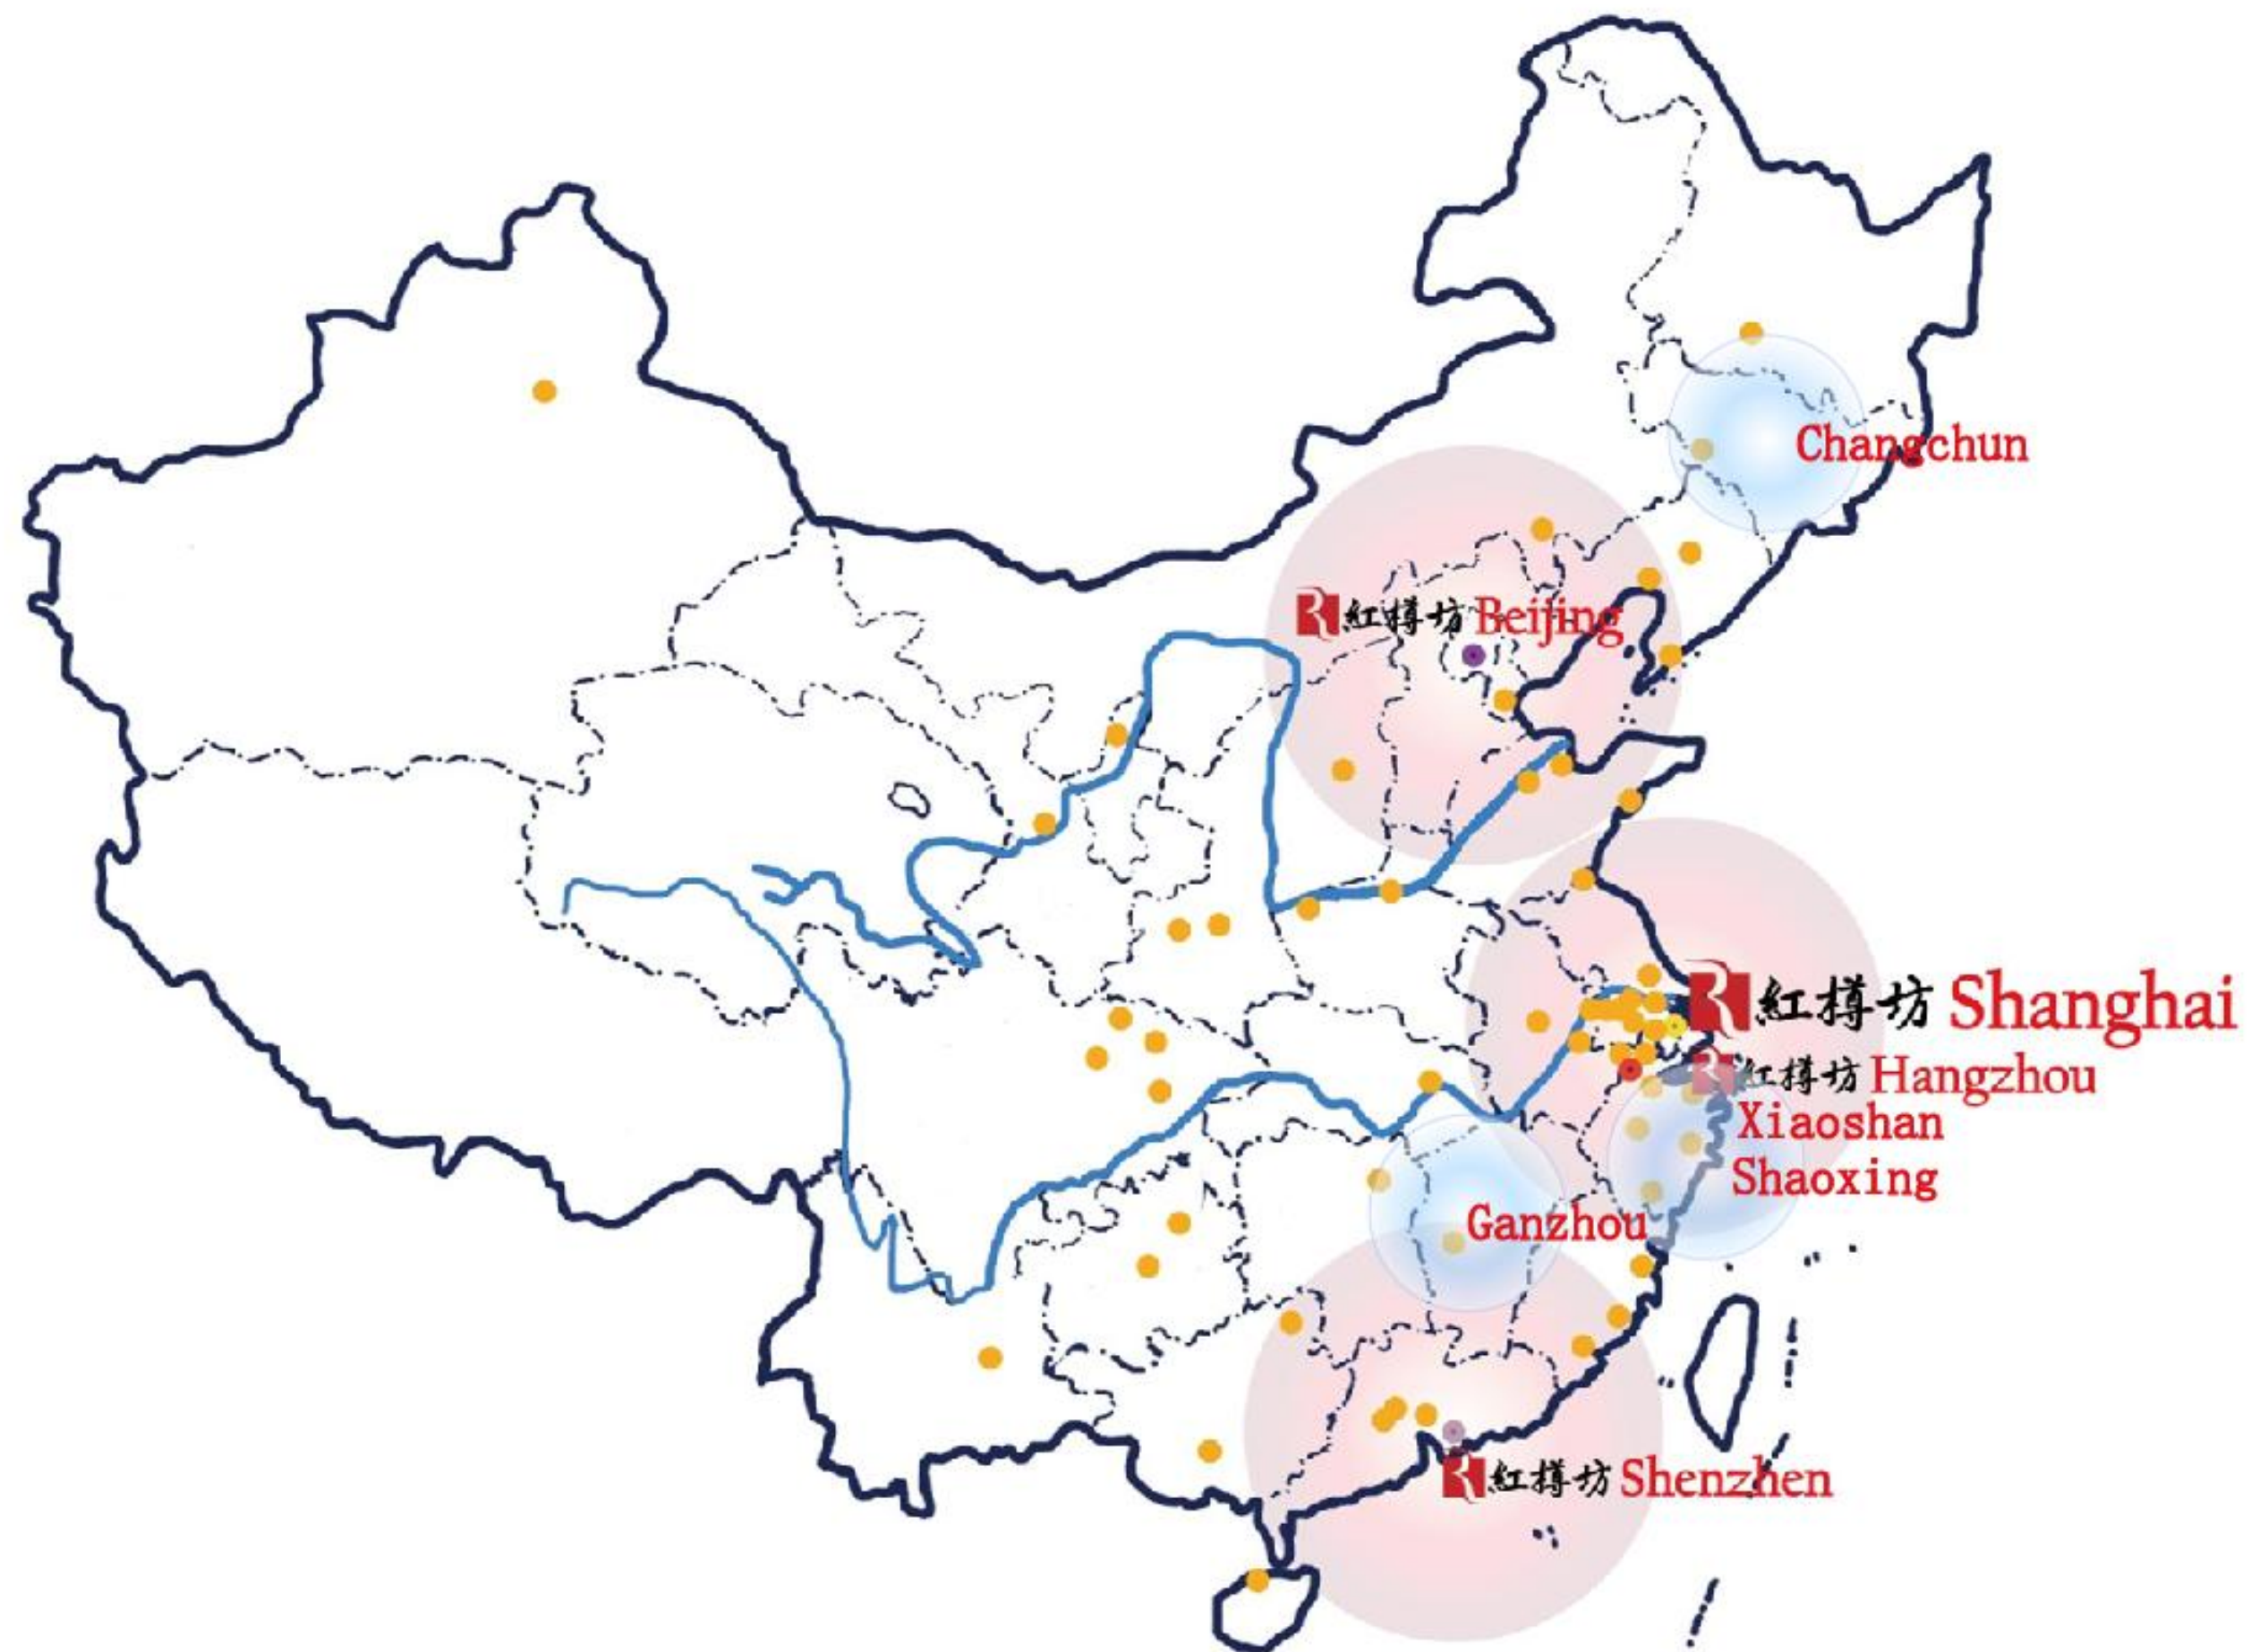 Changchun
紅樽坊 Beijing
紅樽坊 Shanghai
紅樽坊 Hangzhou
Xiaoshan
Shaoxing
Ganzhou
紅樽坊 Shenzhen